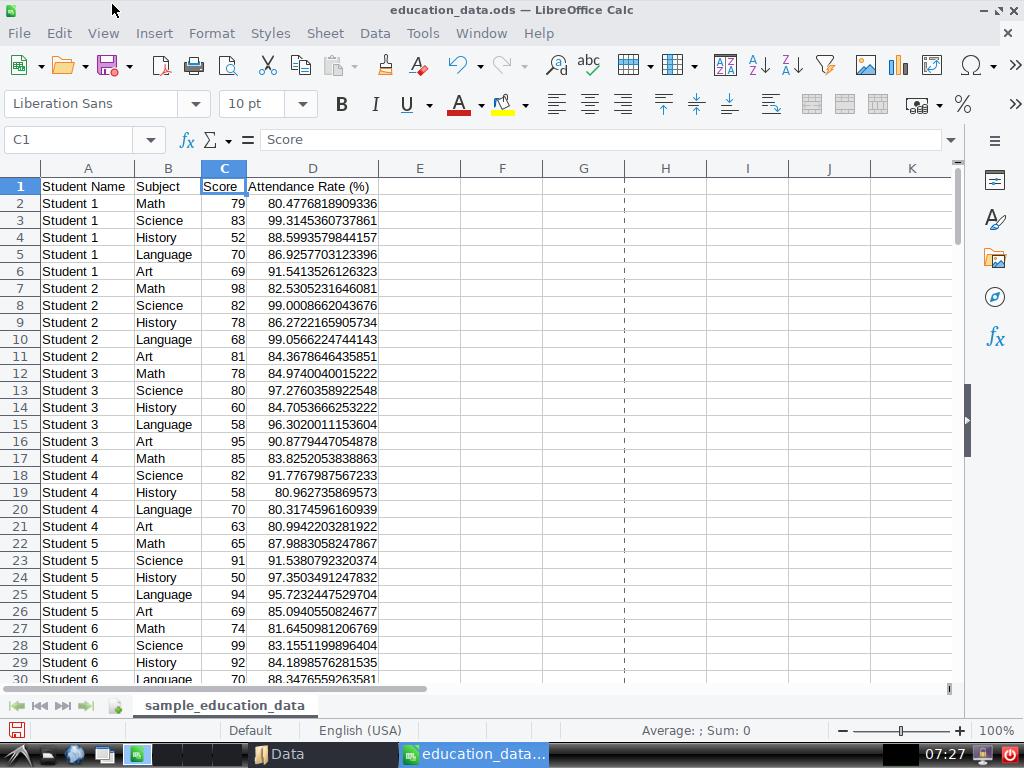 education_data.ods — LibreOffice Calc
File Edit View Insert Format Styles Sheet Data Tools Window Help
Liberation Sans 10 pt
C1 Score
A B C D E F G H I J K
1 Student Name Subject Score Attendance Rate (%)
2 Student 1 Math 79 80.4776818909336
3 Student 1 Science 83 99.3145360737861
4 Student 1 History 52 88.5993579844157
5 Student 1 Language 70 86.9257703123396
6 Student 1 Art 69 91.5413526126323
7 Student 2 Math 98 82.5305231646081
8 Student 2 Science 82 99.0008662043676
9 Student 2 History 78 86.2722165905734
10 Student 2 Language 68 99.0566224744143
11 Student 2 Art 81 84.3678646435851
12 Student 3 Math 78 84.9740040015222
13 Student 3 Science 80 97.2760358922548
14 Student 3 History 60 84.7053666253222
15 Student 3 Language 58 96.3020011153604
16 Student 3 Art 95 90.8779447054878
17 Student 4 Math 85 83.8252053838863
18 Student 4 Science 82 91.7767987567233
19 Student 4 History 58 80.962735869573
20 Student 4 Language 70 80.3174596160939
21 Student 4 Art 63 80.9942203281922
22 Student 5 Math 65 87.9883058247867
23 Student 5 Science 91 91.5380792320374
24 Student 5 History 50 97.3503491247832
25 Student 5 Language 94 95.7232447529704
26 Student 5 Art 69 85.0940550824677
27 Student 6 Math 74 81.6450981206769
28 Student 6 Science 99 83.1551199896404
29 Student 6 History 92 84.1898576281535
30 Student 6 Language 70 88.3476559263581
sample_education_data
Default English (USA) Average: ; Sum: 0 100%
Data education_data... 07:27